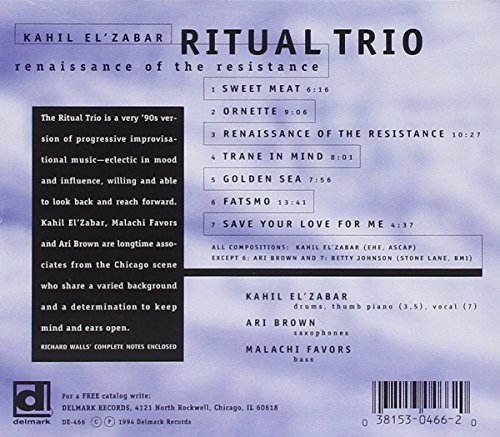 KAHIL EL'ZABAR RITUAL TRIO
renaissance of the resistance
1 SWEET MEAT 6:16
2 ORNETTE 9:06
3 RENAISSANCE OF THE RESISTANCE 10:27
4 TRANE IN MIND 8:01
5 GOLDEN SEA 7:56
6 FATSMO 13:41
7 SAVE YOUR LOVE FOR ME 4:37
ALL COMPOSITIONS: KAHIL EL'ZABAR (EHE, ASCAP)
EXCEPT 6: ARI BROWN AND 7: BETTY JOHNSON (STONE LANE, BMI)
The Ritual Trio is a very '90s ver-
sion of progressive improvisa-
tional music—eclectic in mood
and influence, willing and able
to look back and reach forward.
Kahil El'Zabar, Malachi Favors
and Ari Brown are longtime asso-
ciates from the Chicago scene
who share a varied background
and a determination to keep
mind and ears open.
RICHARD WALLS' COMPLETE NOTES ENCLOSED
KAHIL EL'ZABAR
drums, thumb piano (3,5), vocal (7)
ARI BROWN
saxophones
MALACHI FAVORS
bass
d
delmark
For a FREE catalog write:
DELMARK RECORDS, 4121 North Rockwell, Chicago, IL 60618
DE-466 © ℗ 1994 Delmark Records
0 38153-0466-2 0